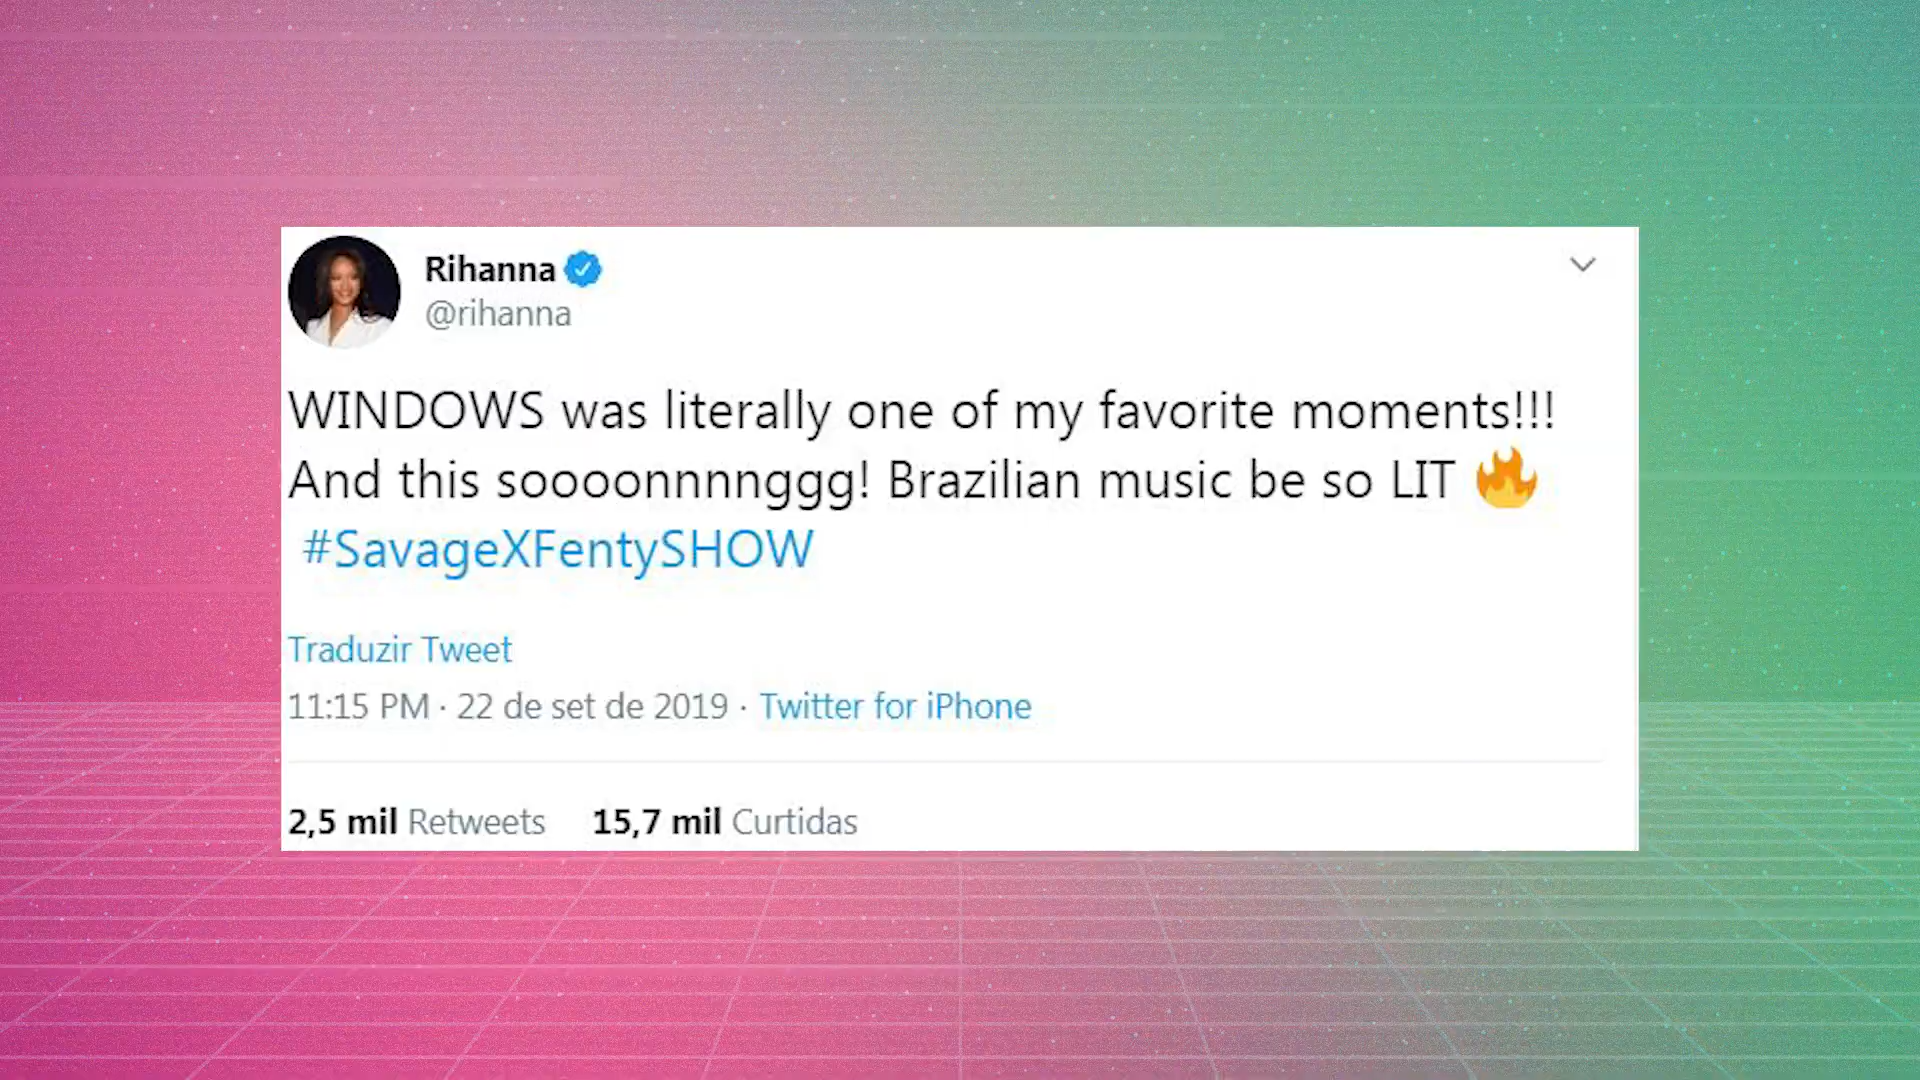 Rihanna
@rihanna
WINDOWS was literally one of my favorite moments!!!
And this soooonnnnggg! Brazilian music be so LIT 🔥
#SavageXFentySHOW
Traduzir Tweet
11:15 PM · 22 de set de 2019 · Twitter for iPhone
2,5 mil Retweets 15,7 mil Curtidas